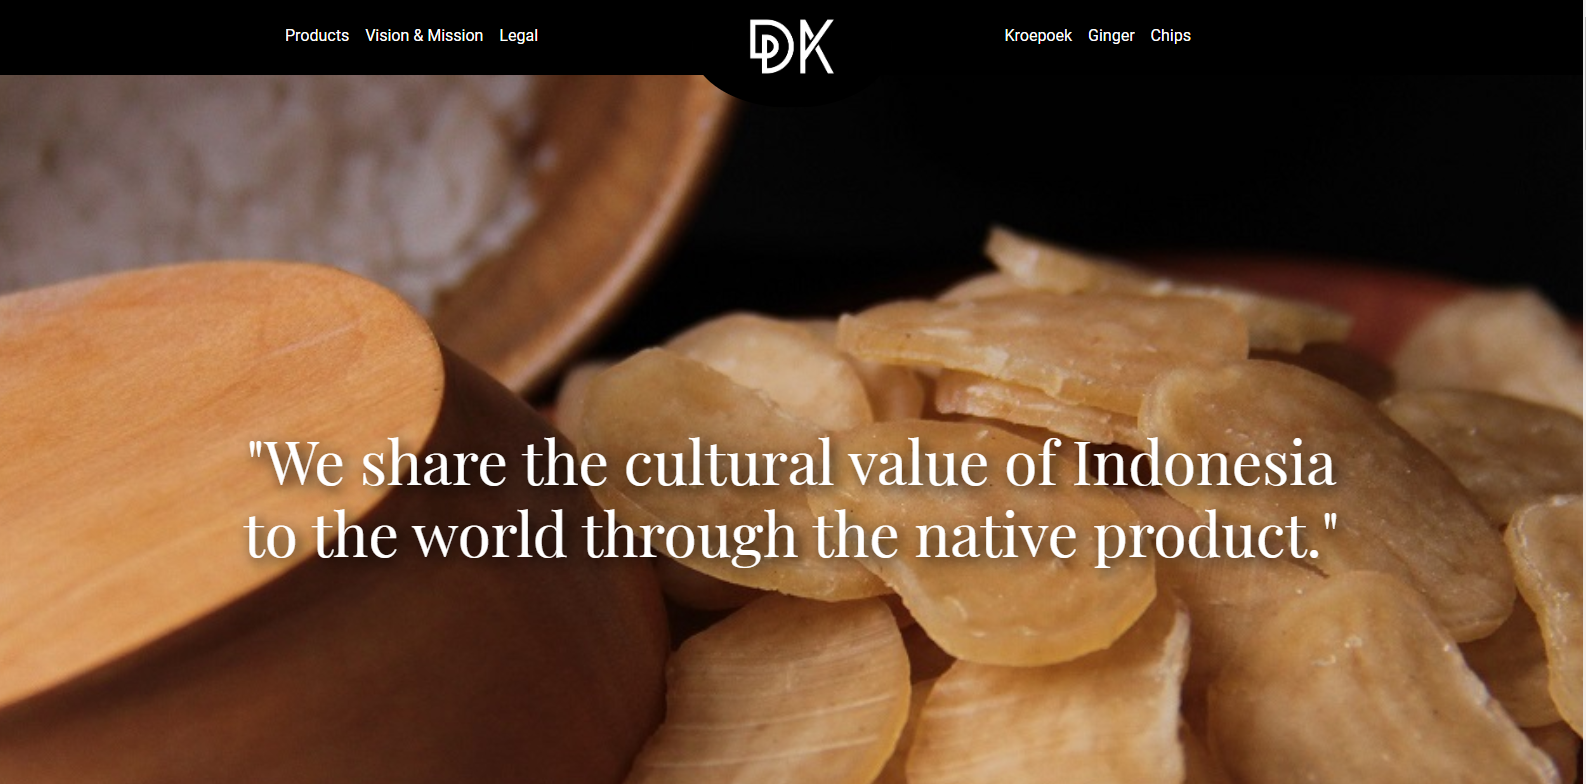 Products Vision & Mission Legal DK Kroepoek Ginger Chips
"We share the cultural value of Indonesia
to the world through the native product."